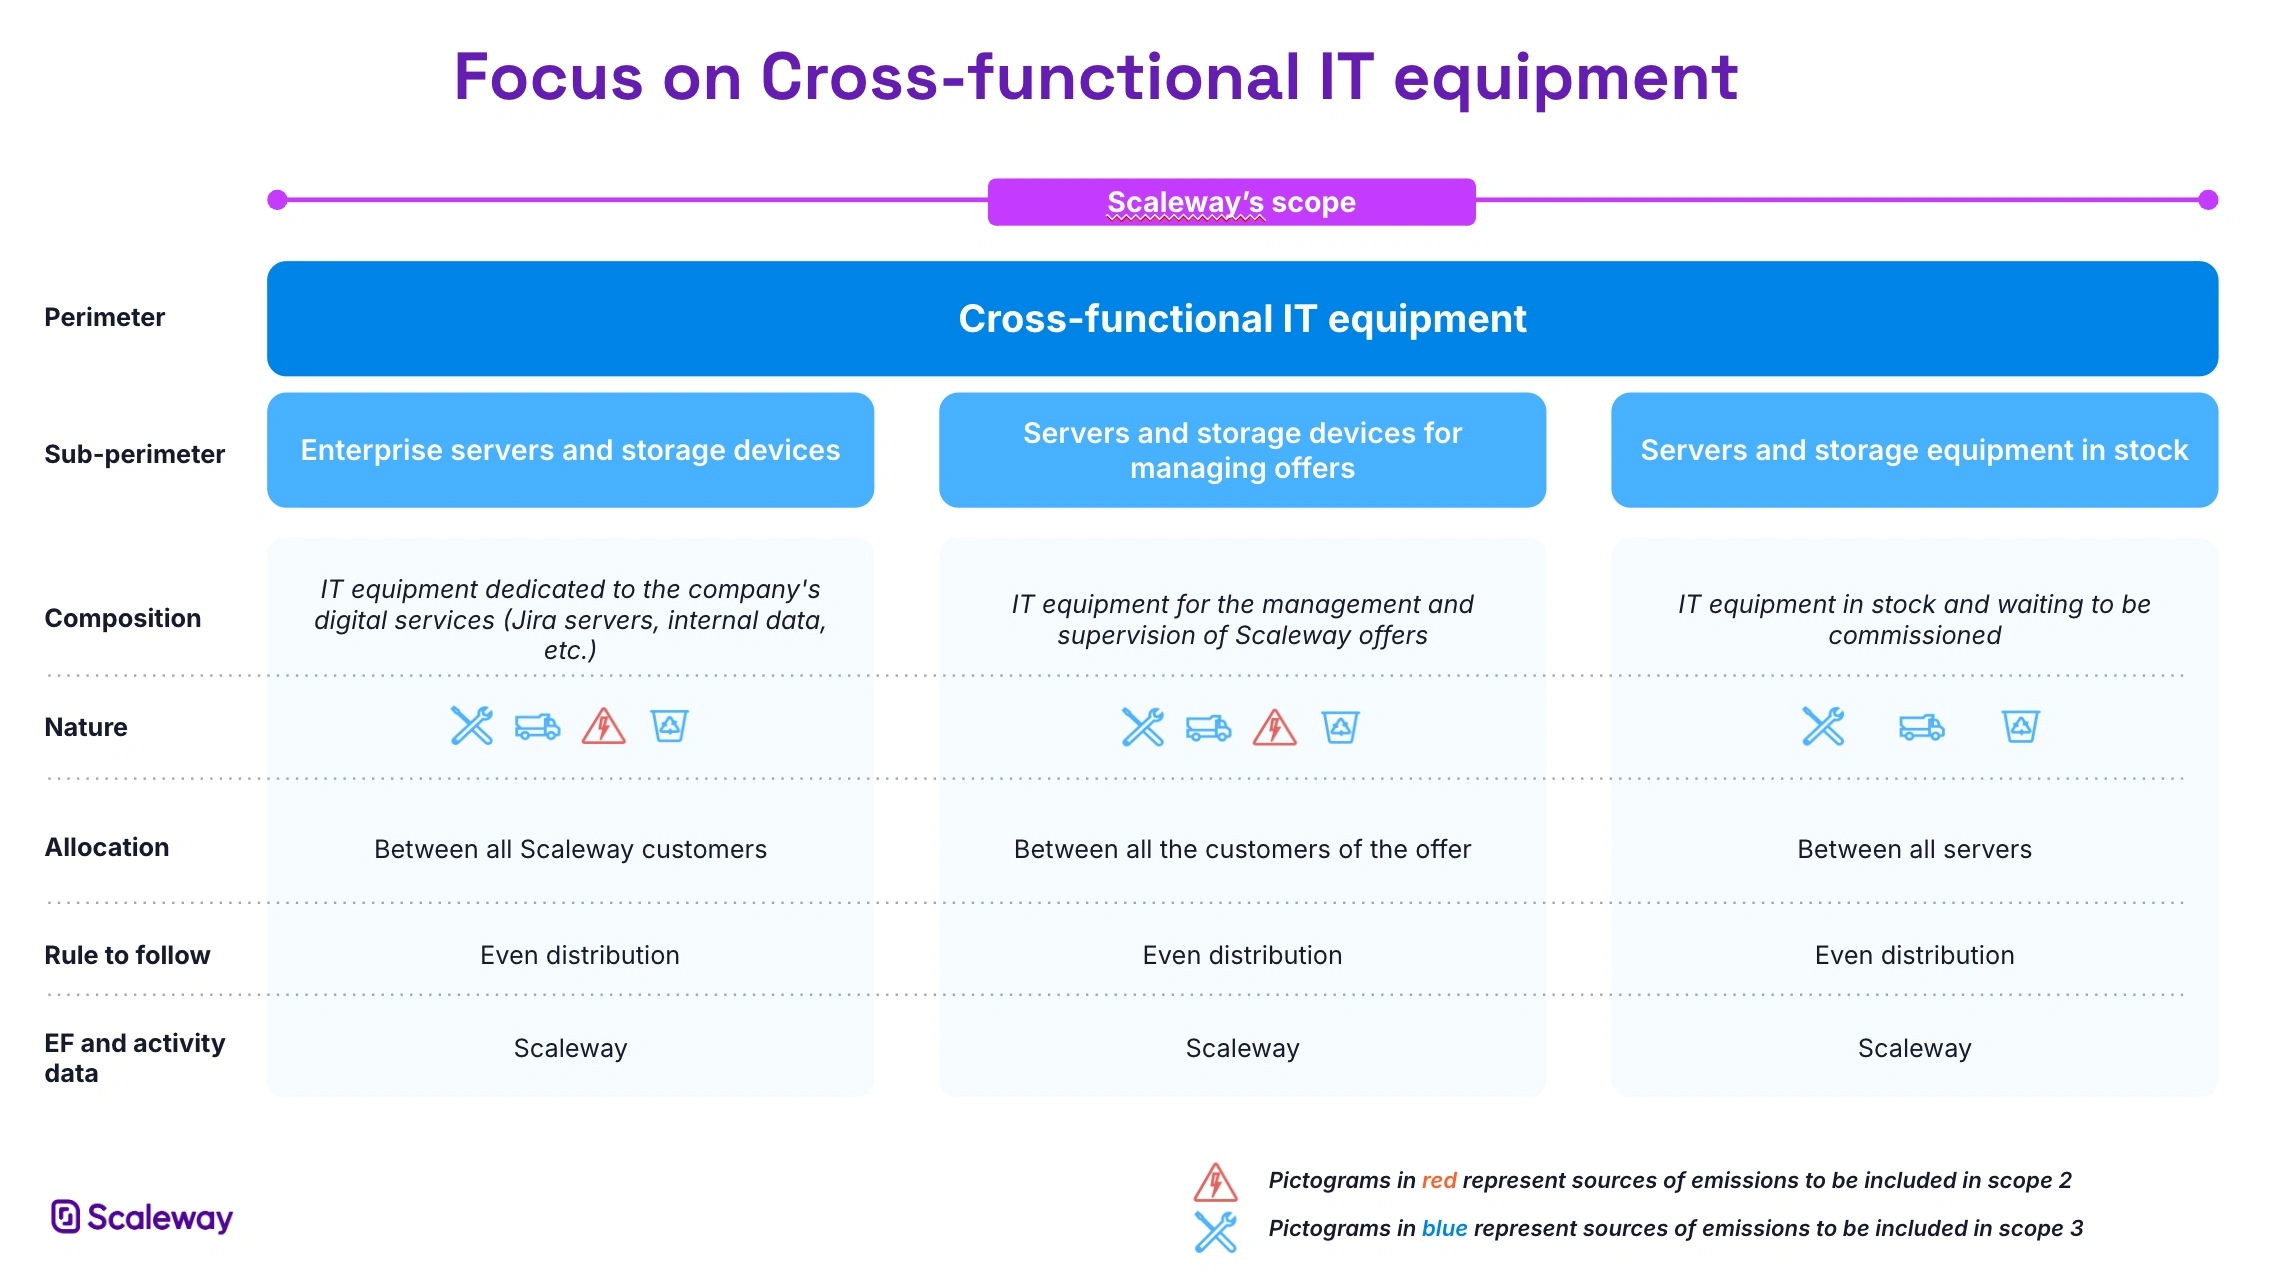 Focus on Cross-functional IT equipment
Scaleway’s scope
Perimeter
Cross-functional IT equipment
Sub-perimeter
Enterprise servers and storage devices
Servers and storage devices for
managing offers
Servers and storage equipment in stock
Composition
IT equipment dedicated to the company's
digital services (Jira servers, internal data,
etc.)
IT equipment for the management and
supervision of Scaleway offers
IT equipment in stock and waiting to be
commissioned
Nature
Allocation
Between all Scaleway customers
Between all the customers of the offer
Between all servers
Rule to follow
Even distribution
Even distribution
Even distribution
EF and activity
data
Scaleway
Scaleway
Scaleway
Pictograms in red represent sources of emissions to be included in scope 2
Pictograms in blue represent sources of emissions to be included in scope 3
Scaleway